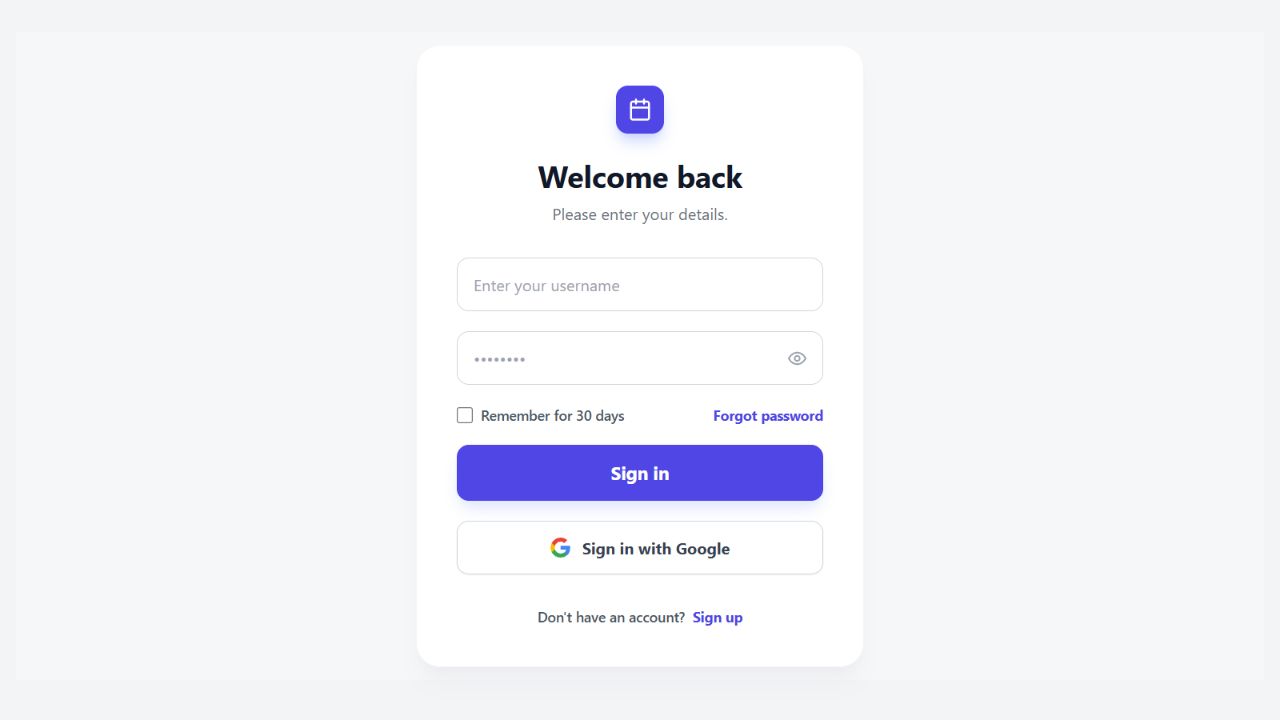 Welcome back
Please enter your details.
Enter your username
••••••••
Remember for 30 days
Forgot password
Sign in
Sign in with Google
Don't have an account? Sign up